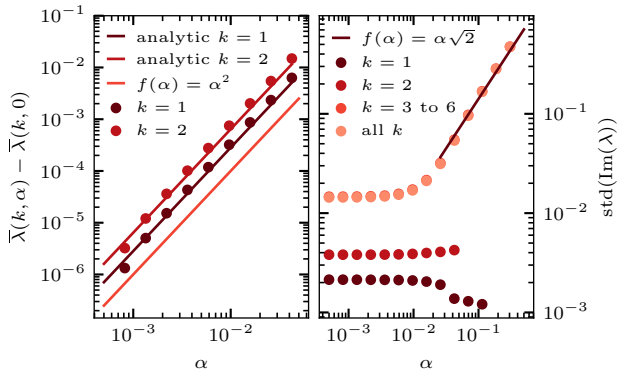 analytic k = 1
analytic k = 2
f(α) = α²
k = 1
k = 2
10⁻¹
10⁻²
10⁻³
10⁻⁴
10⁻⁵
10⁻⁶
λ̅(k, α) − λ̅(k, 0)
10⁻³
10⁻²
α
f(α) = α√2
k = 1
k = 2
k = 3 to 6
all k
10⁻¹
10⁻²
10⁻³
std(Im(λ))
10⁻³
10⁻²
10⁻¹
α